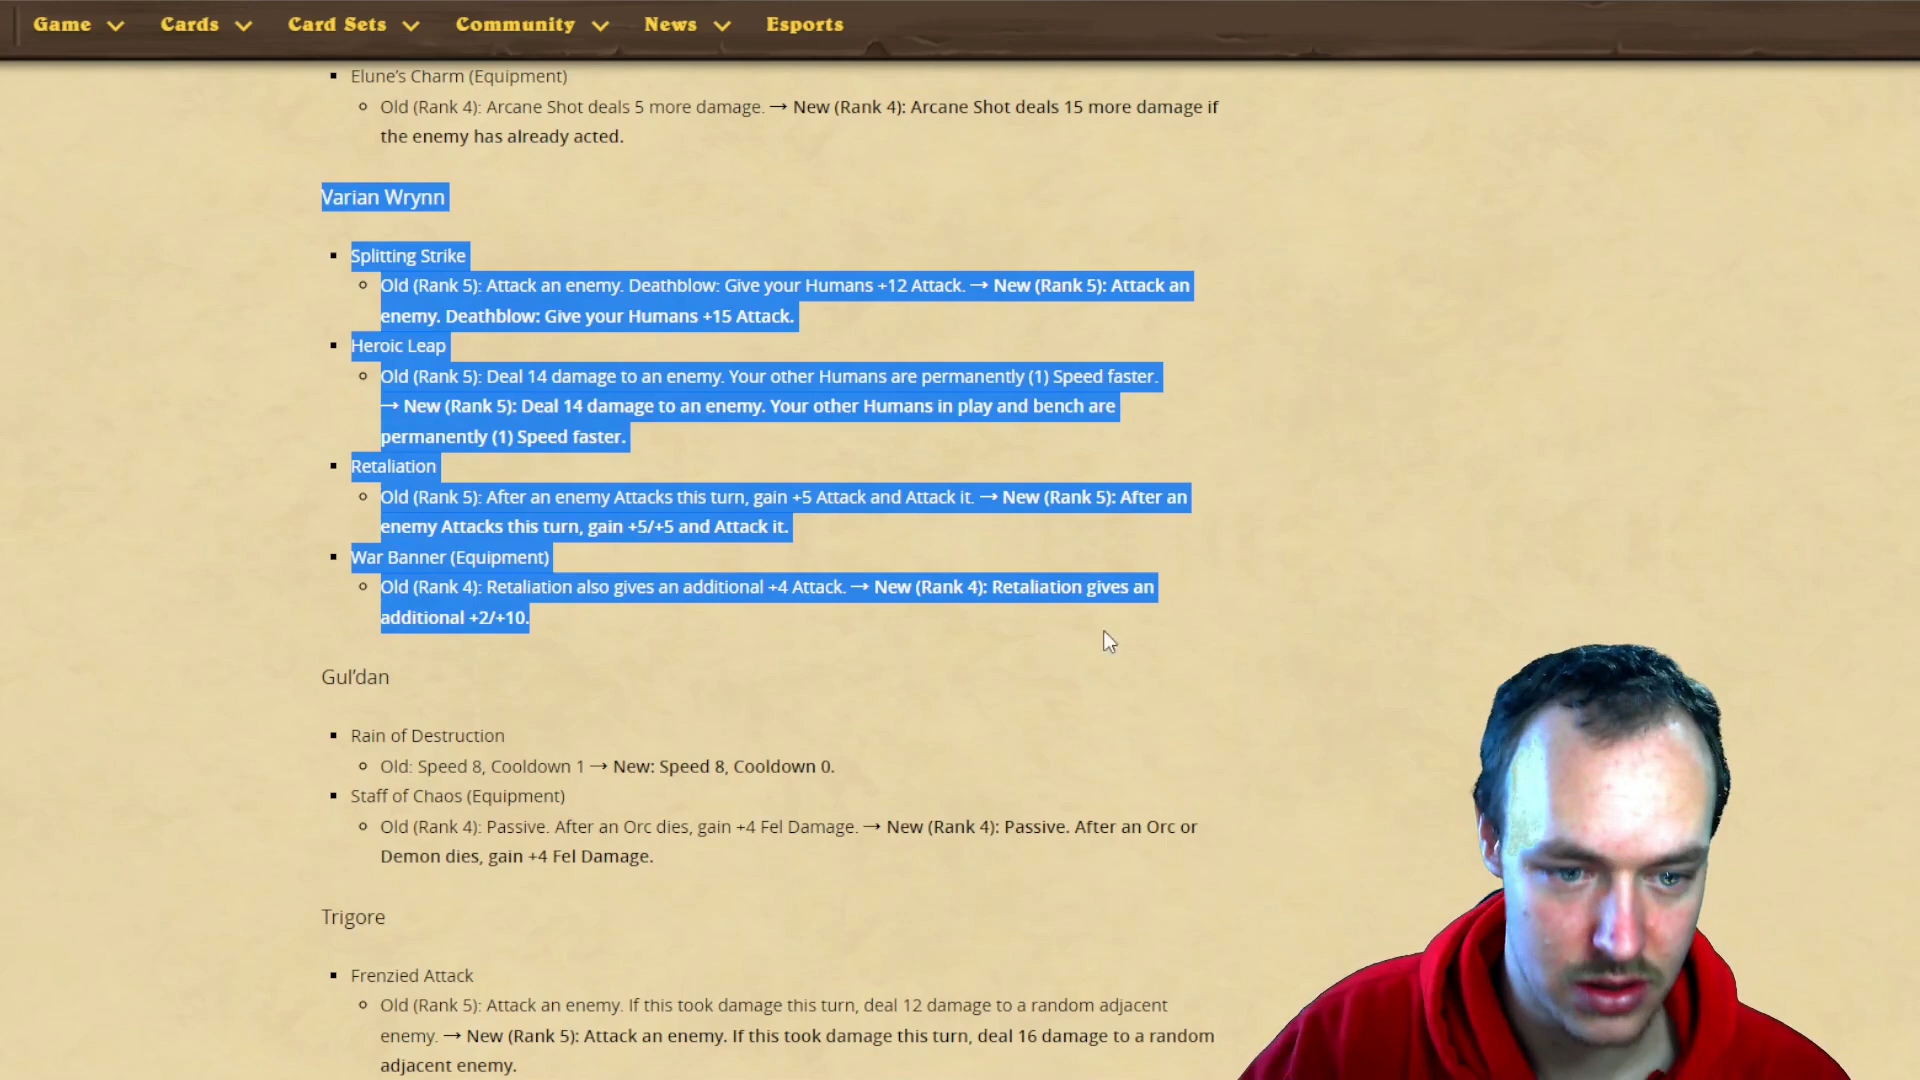 Game Cards Card Sets Community News Esports
Elune’s Charm (Equipment)
Old (Rank 4): Arcane Shot deals 5 more damage. → New (Rank 4): Arcane Shot deals 15 more damage if
the enemy has already acted.
Varian Wrynn
Splitting Strike
Old (Rank 5): Attack an enemy. Deathblow: Give your Humans +12 Attack. → New (Rank 5): Attack an
enemy. Deathblow: Give your Humans +15 Attack.
Heroic Leap
Old (Rank 5): Deal 14 damage to an enemy. Your other Humans are permanently (1) Speed faster.
→ New (Rank 5): Deal 14 damage to an enemy. Your other Humans in play and bench are
permanently (1) Speed faster.
Retaliation
Old (Rank 5): After an enemy Attacks this turn, gain +5 Attack and Attack it. → New (Rank 5): After an
enemy Attacks this turn, gain +5/+5 and Attack it.
War Banner (Equipment)
Old (Rank 4): Retaliation also gives an additional +4 Attack. → New (Rank 4): Retaliation gives an
additional +2/+10.
Gul’dan
Rain of Destruction
Old: Speed 8, Cooldown 1 → New: Speed 8, Cooldown 0.
Staff of Chaos (Equipment)
Old (Rank 4): Passive. After an Orc dies, gain +4 Fel Damage. → New (Rank 4): Passive. After an Orc or
Demon dies, gain +4 Fel Damage.
Trigore
Frenzied Attack
Old (Rank 5): Attack an enemy. If this took damage this turn, deal 12 damage to a random adjacent
enemy. → New (Rank 5): Attack an enemy. If this took damage this turn, deal 16 damage to a random
adjacent enemy.